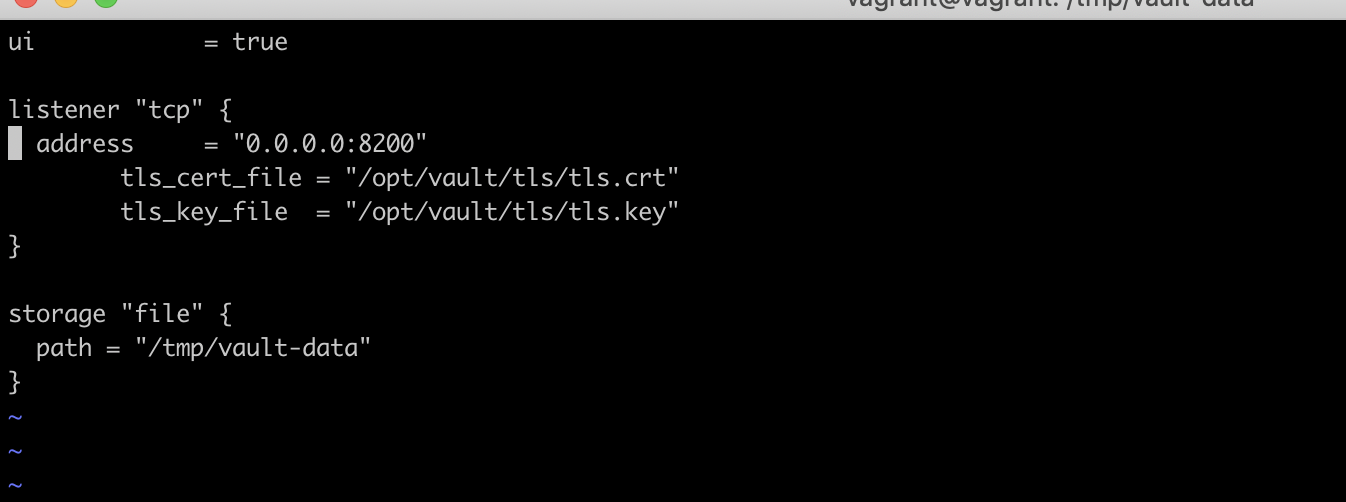 vagrant@vagrant: /tmp/vault-data
ui            = true
listener "tcp" {
  address     = "0.0.0.0:8200"
        tls_cert_file = "/opt/vault/tls/tls.crt"
        tls_key_file  = "/opt/vault/tls/tls.key"
}
storage "file" {
  path = "/tmp/vault-data"
}
~
~
~